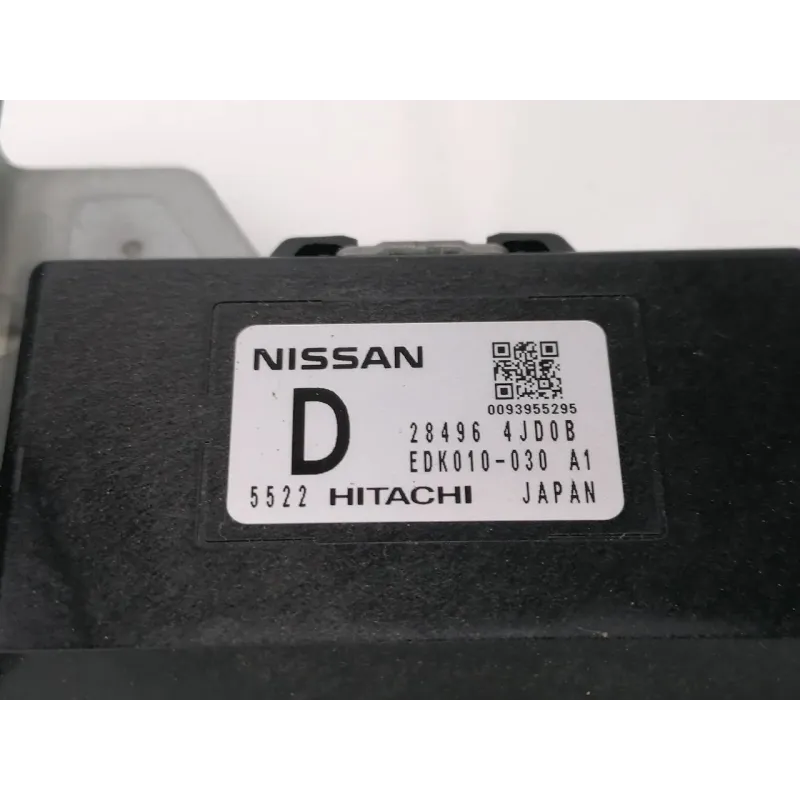 NISSAN
0093955295
D
28496 4JD0B
EDK010-030 A1
5522 HITACHI JAPAN